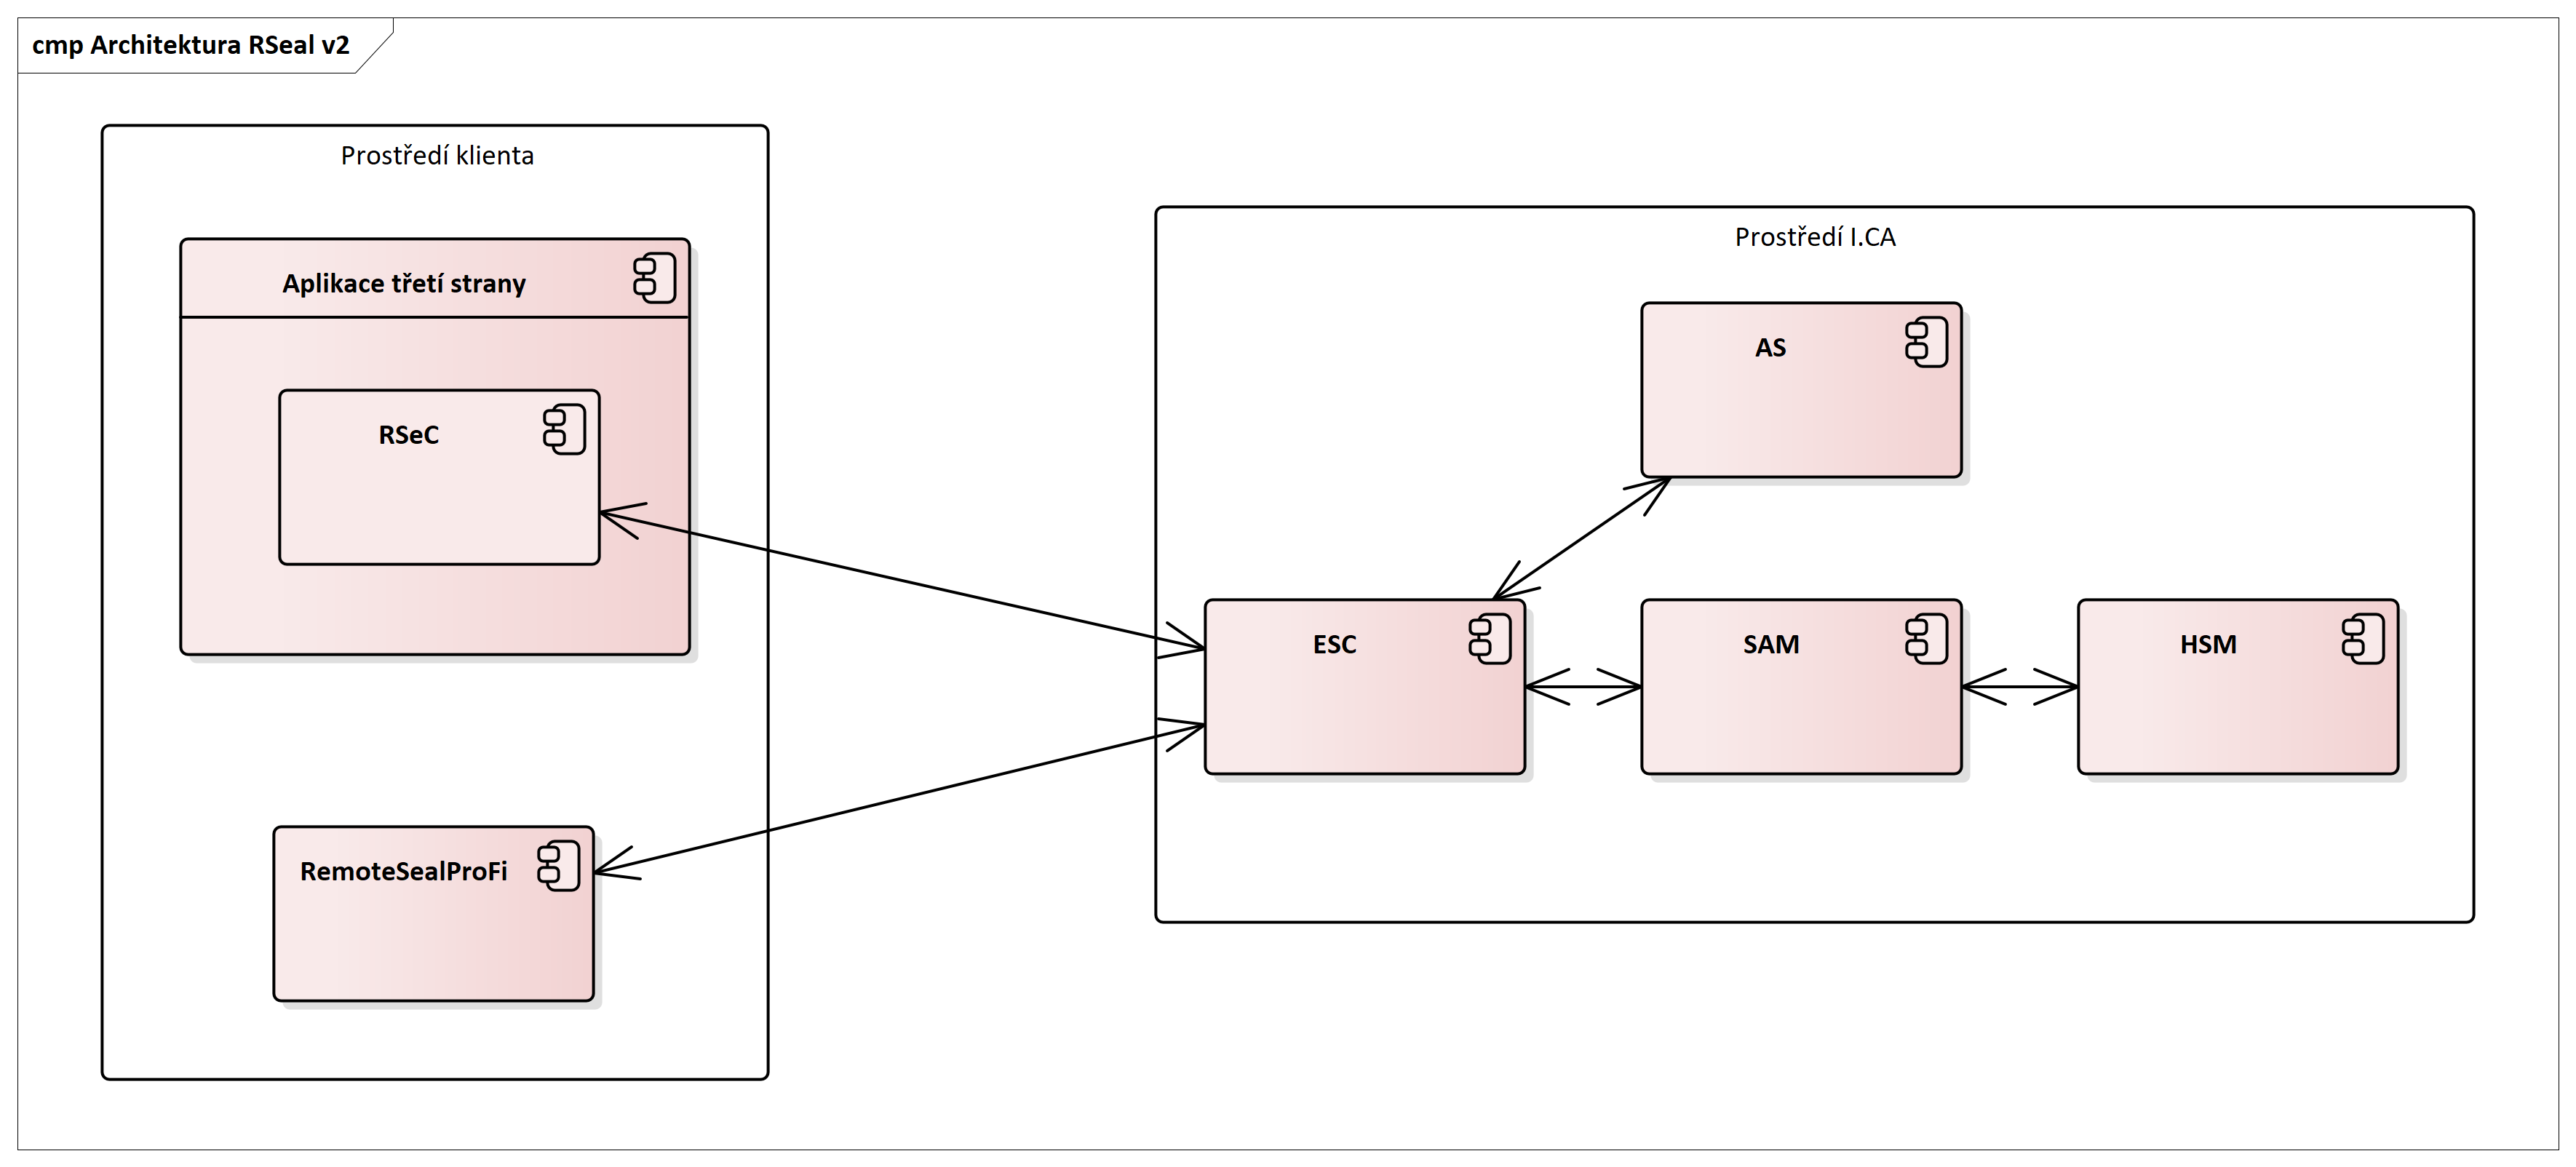 cmp Architektura RSeal v2
Prostředí klienta
Aplikace třetí strany
RSeC
RemoteSealProFi
Prostředí I.CA
AS
ESC
SAM
HSM